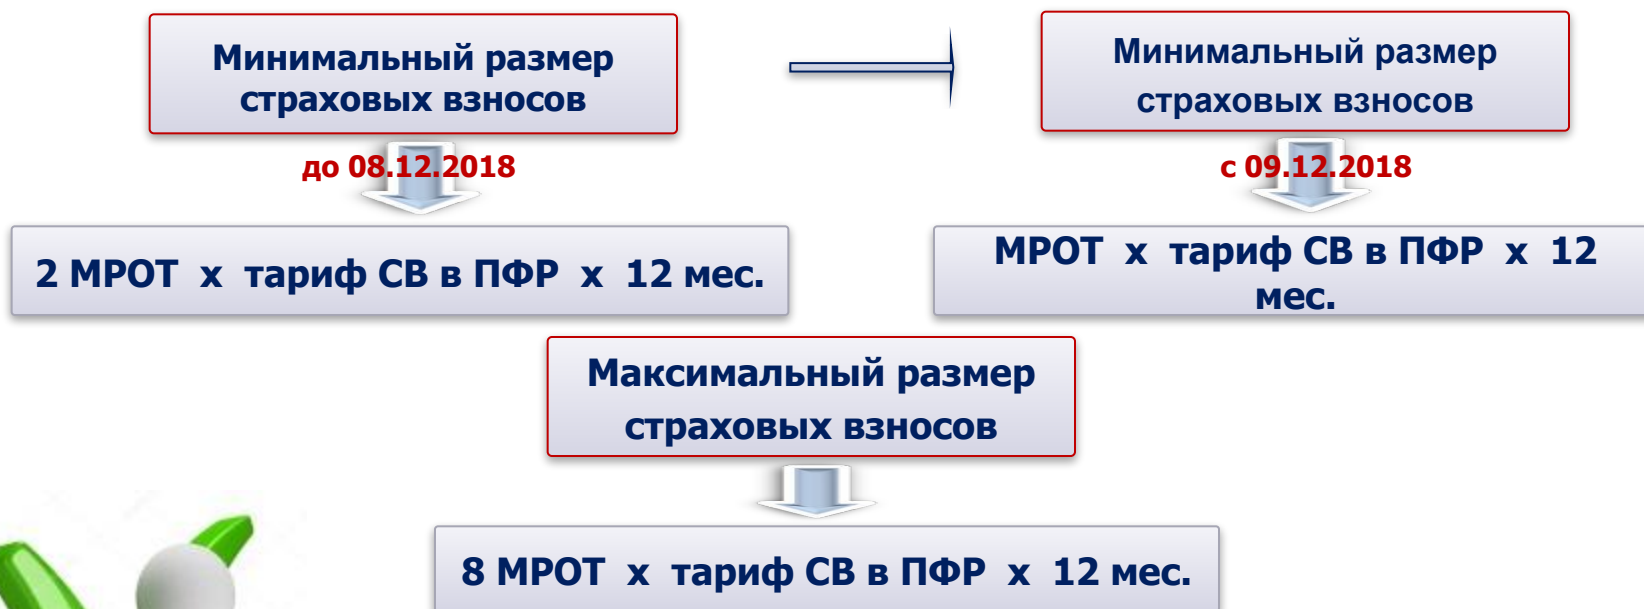 Минимальный размер
страховых взносов
до 08.12.2018
2 МРОТ х тариф СВ в ПФР х 12 мес.
Минимальный размер
страховых взносов
с 09.12.2018
МРОТ х тариф СВ в ПФР х 12
мес.
Максимальный размер
страховых взносов
8 МРОТ х тариф СВ в ПФР х 12 мес.